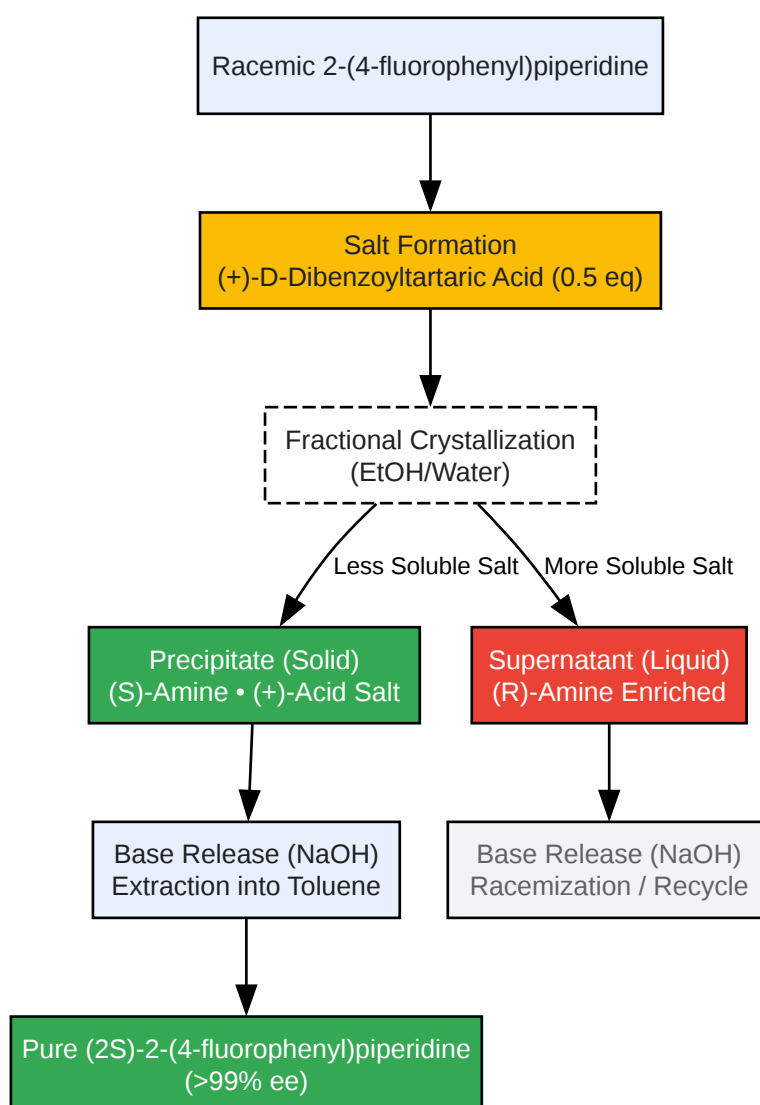 Racemic 2-(4-fluorophenyl)piperidine
Salt Formation
(+)-D-Dibenzoyltartaric Acid (0.5 eq)
Fractional Crystallization
(EtOH/Water)
Less Soluble Salt
More Soluble Salt
Precipitate (Solid)
(S)-Amine • (+)-Acid Salt
Supernatant (Liquid)
(R)-Amine Enriched
Base Release (NaOH)
Extraction into Toluene
Base Release (NaOH)
Racemization / Recycle
Pure (2S)-2-(4-fluorophenyl)piperidine
(>99% ee)